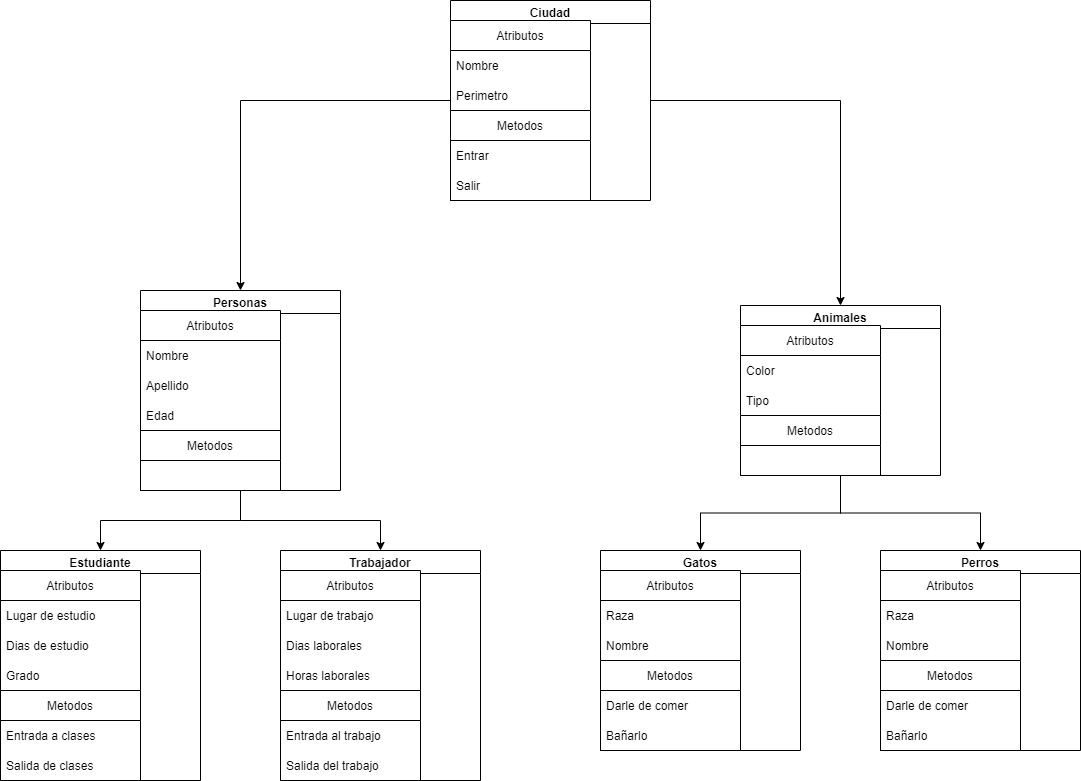 Ciudad
Atributos
Nombre
Perimetro
Metodos
Entrar
Salir
Personas
Atributos
Nombre
Apellido
Edad
Metodos
Animales
Atributos
Color
Tipo
Metodos
Estudiante
Atributos
Lugar de estudio
Dias de estudio
Grado
Metodos
Entrada a clases
Salida de clases
Trabajador
Atributos
Lugar de trabajo
Dias laborales
Horas laborales
Metodos
Entrada al trabajo
Salida del trabajo
Gatos
Atributos
Raza
Nombre
Metodos
Darle de comer
Bañarlo
Perros
Atributos
Raza
Nombre
Metodos
Darle de comer
Bañarlo